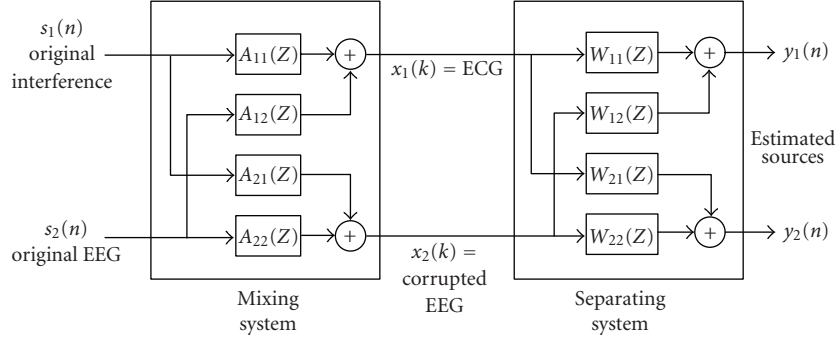 s1(n)
original
interference
A11(Z)
+
x1(k) = ECG
W11(Z)
+
y1(n)
A12(Z)
W12(Z)
Estimated
sources
A21(Z)
W21(Z)
s2(n)
original EEG
A22(Z)
+
x2(k) =
corrupted
EEG
W22(Z)
+
y2(n)
Mixing
system
Separating
system